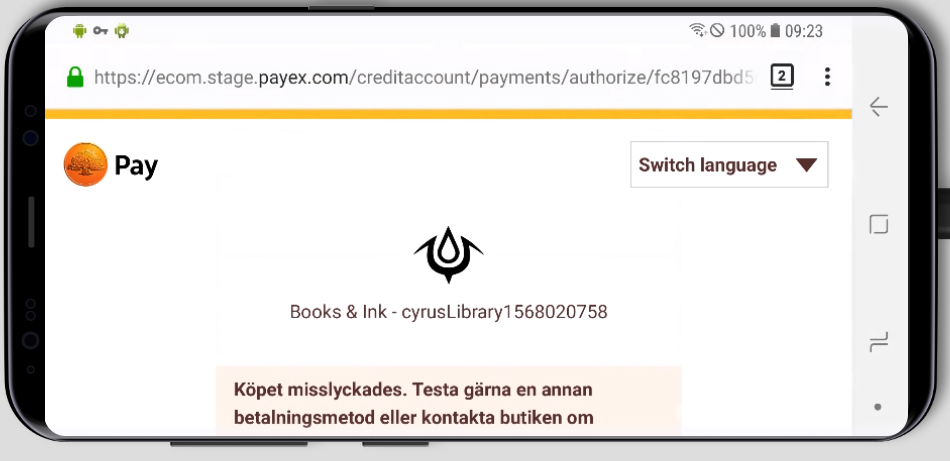 100% 09:23
https://ecom.stage.payex.com/creditaccount/payments/authorize/fc8197dbd5
2
Pay
Switch language
Books & Ink - cyrusLibrary1568020758
Köpet misslyckades. Testa gärna en annan
betalningsmetod eller kontakta butiken om